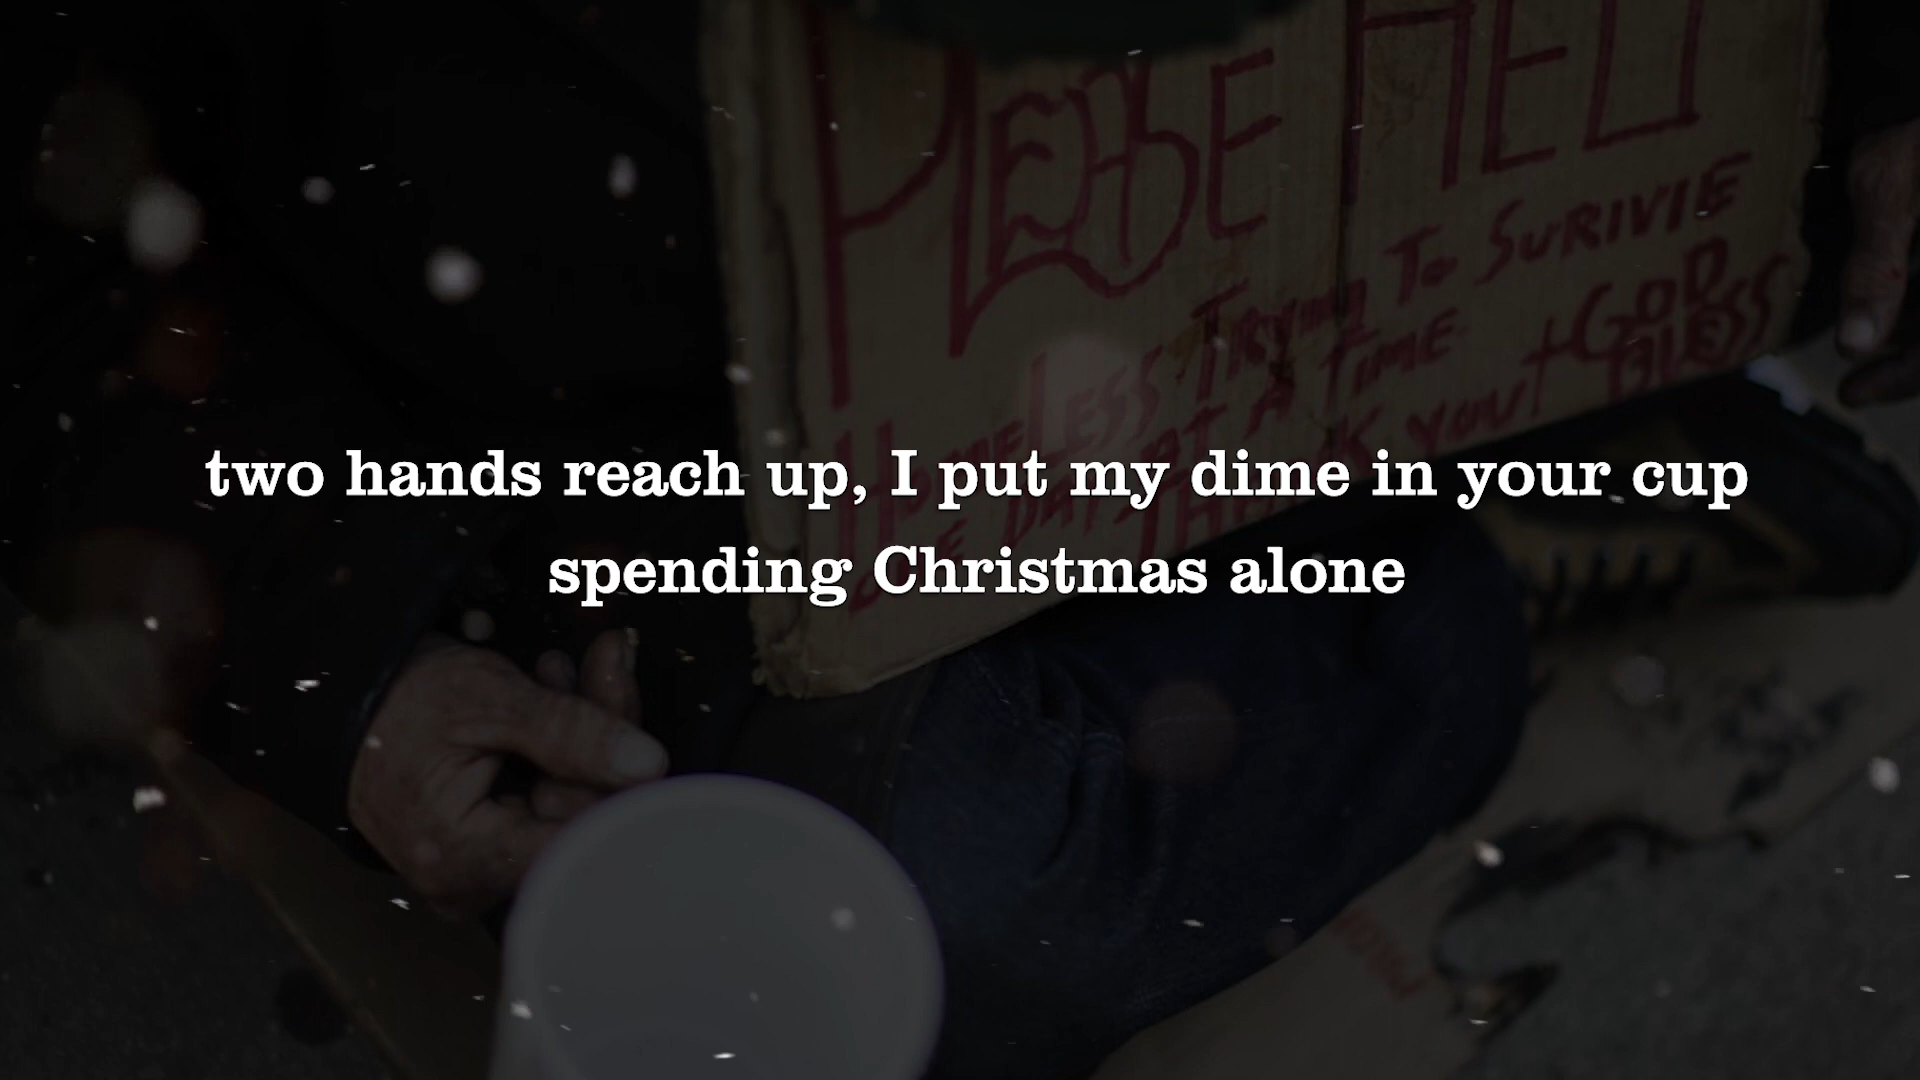 PLEASE HELP
HOMELESS TRYING TO SURIVIE
ONE DAY AT A TIME
THANK YOU! + GOD
BLESS
two hands reach up, I put my dime in your cup
spending Christmas alone